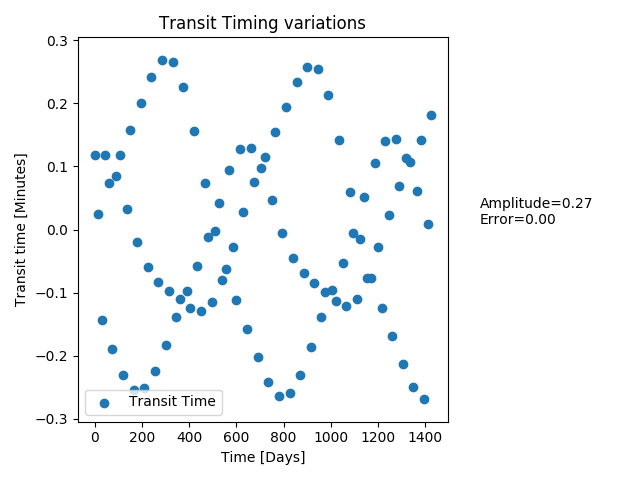 Transit Timing variations
Transit time [Minutes]
0.3
0.2
0.1
0.0
−0.1
−0.2
−0.3
Amplitude=0.27
Error=0.00
Transit Time
0 200 400 600 800 1000 1200 1400
Time [Days]